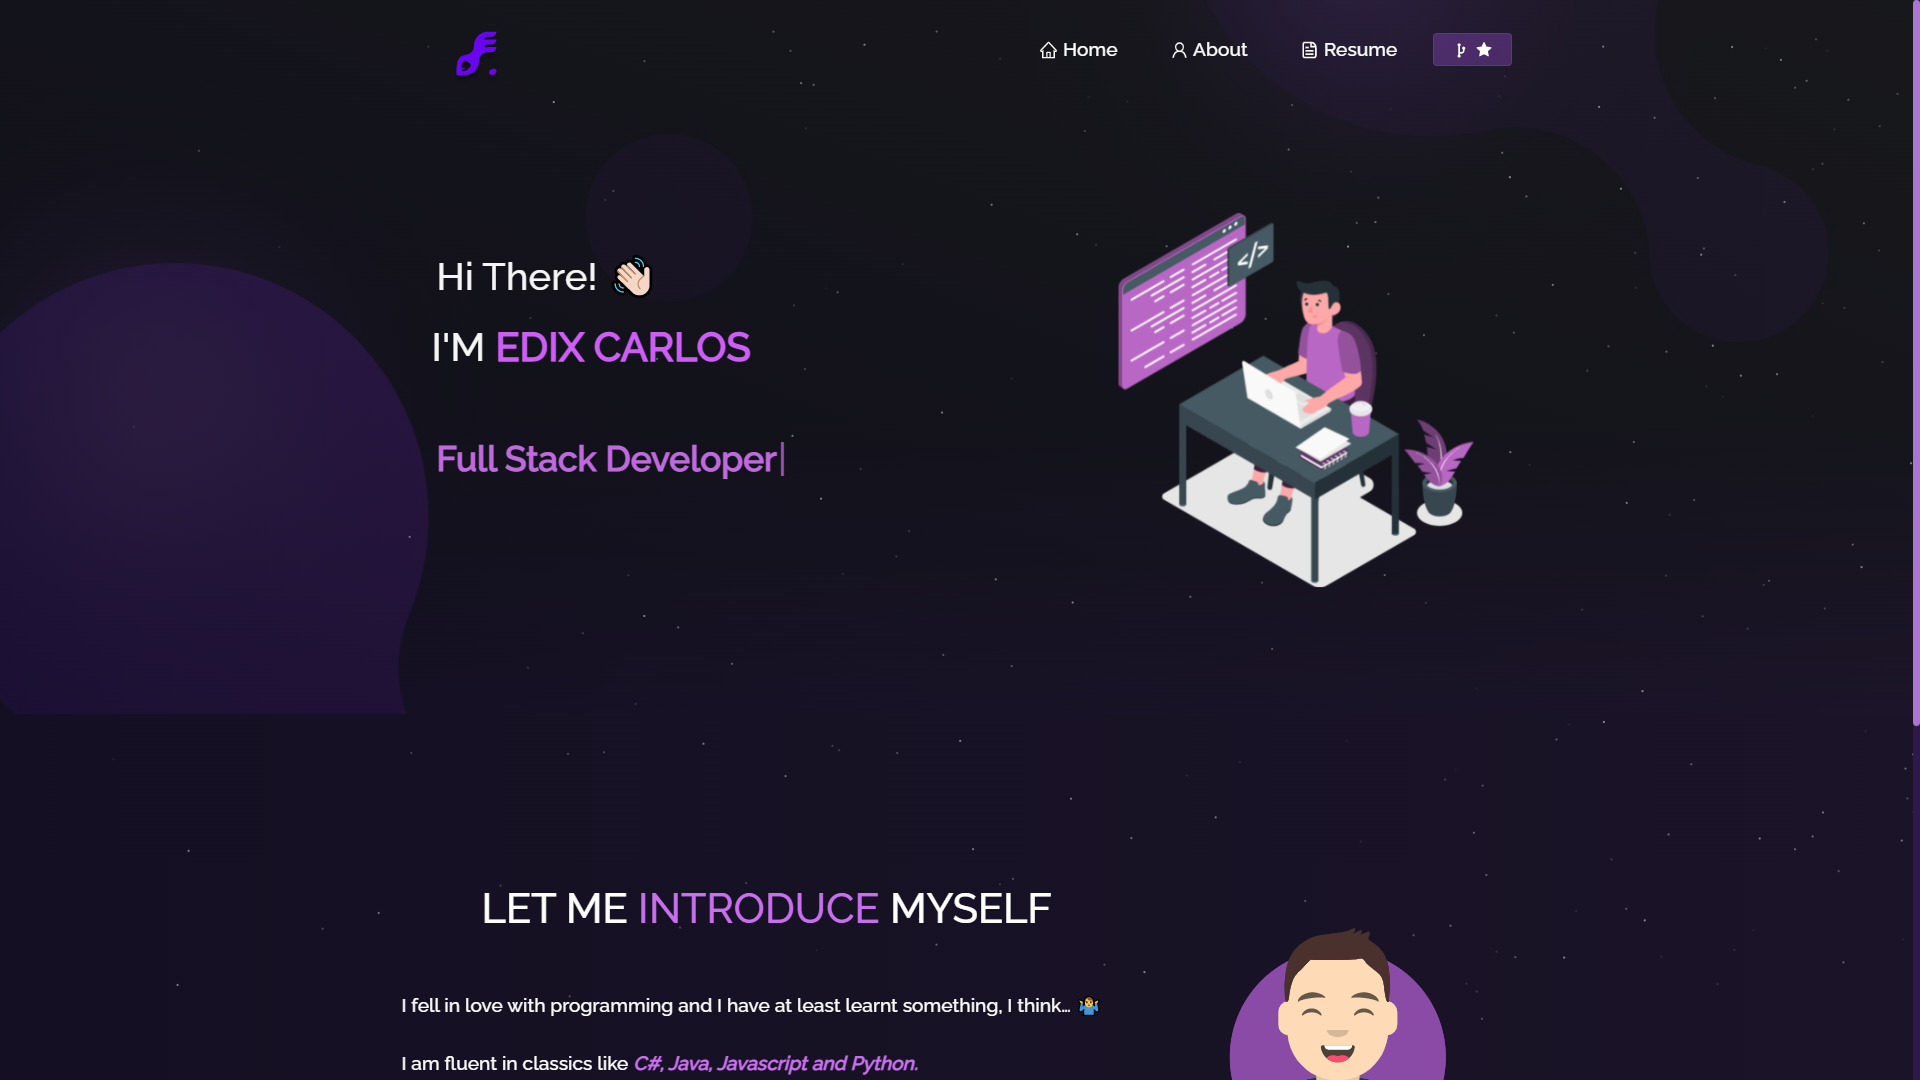 Home About Resume
Hi There! 👋🏻
I'M EDIX CARLOS
Full Stack Developer
</>
LET ME INTRODUCE MYSELF
I fell in love with programming and I have at least learnt something, I think… 🤷‍♂️
I am fluent in classics like C#, Java, Javascript and Python.